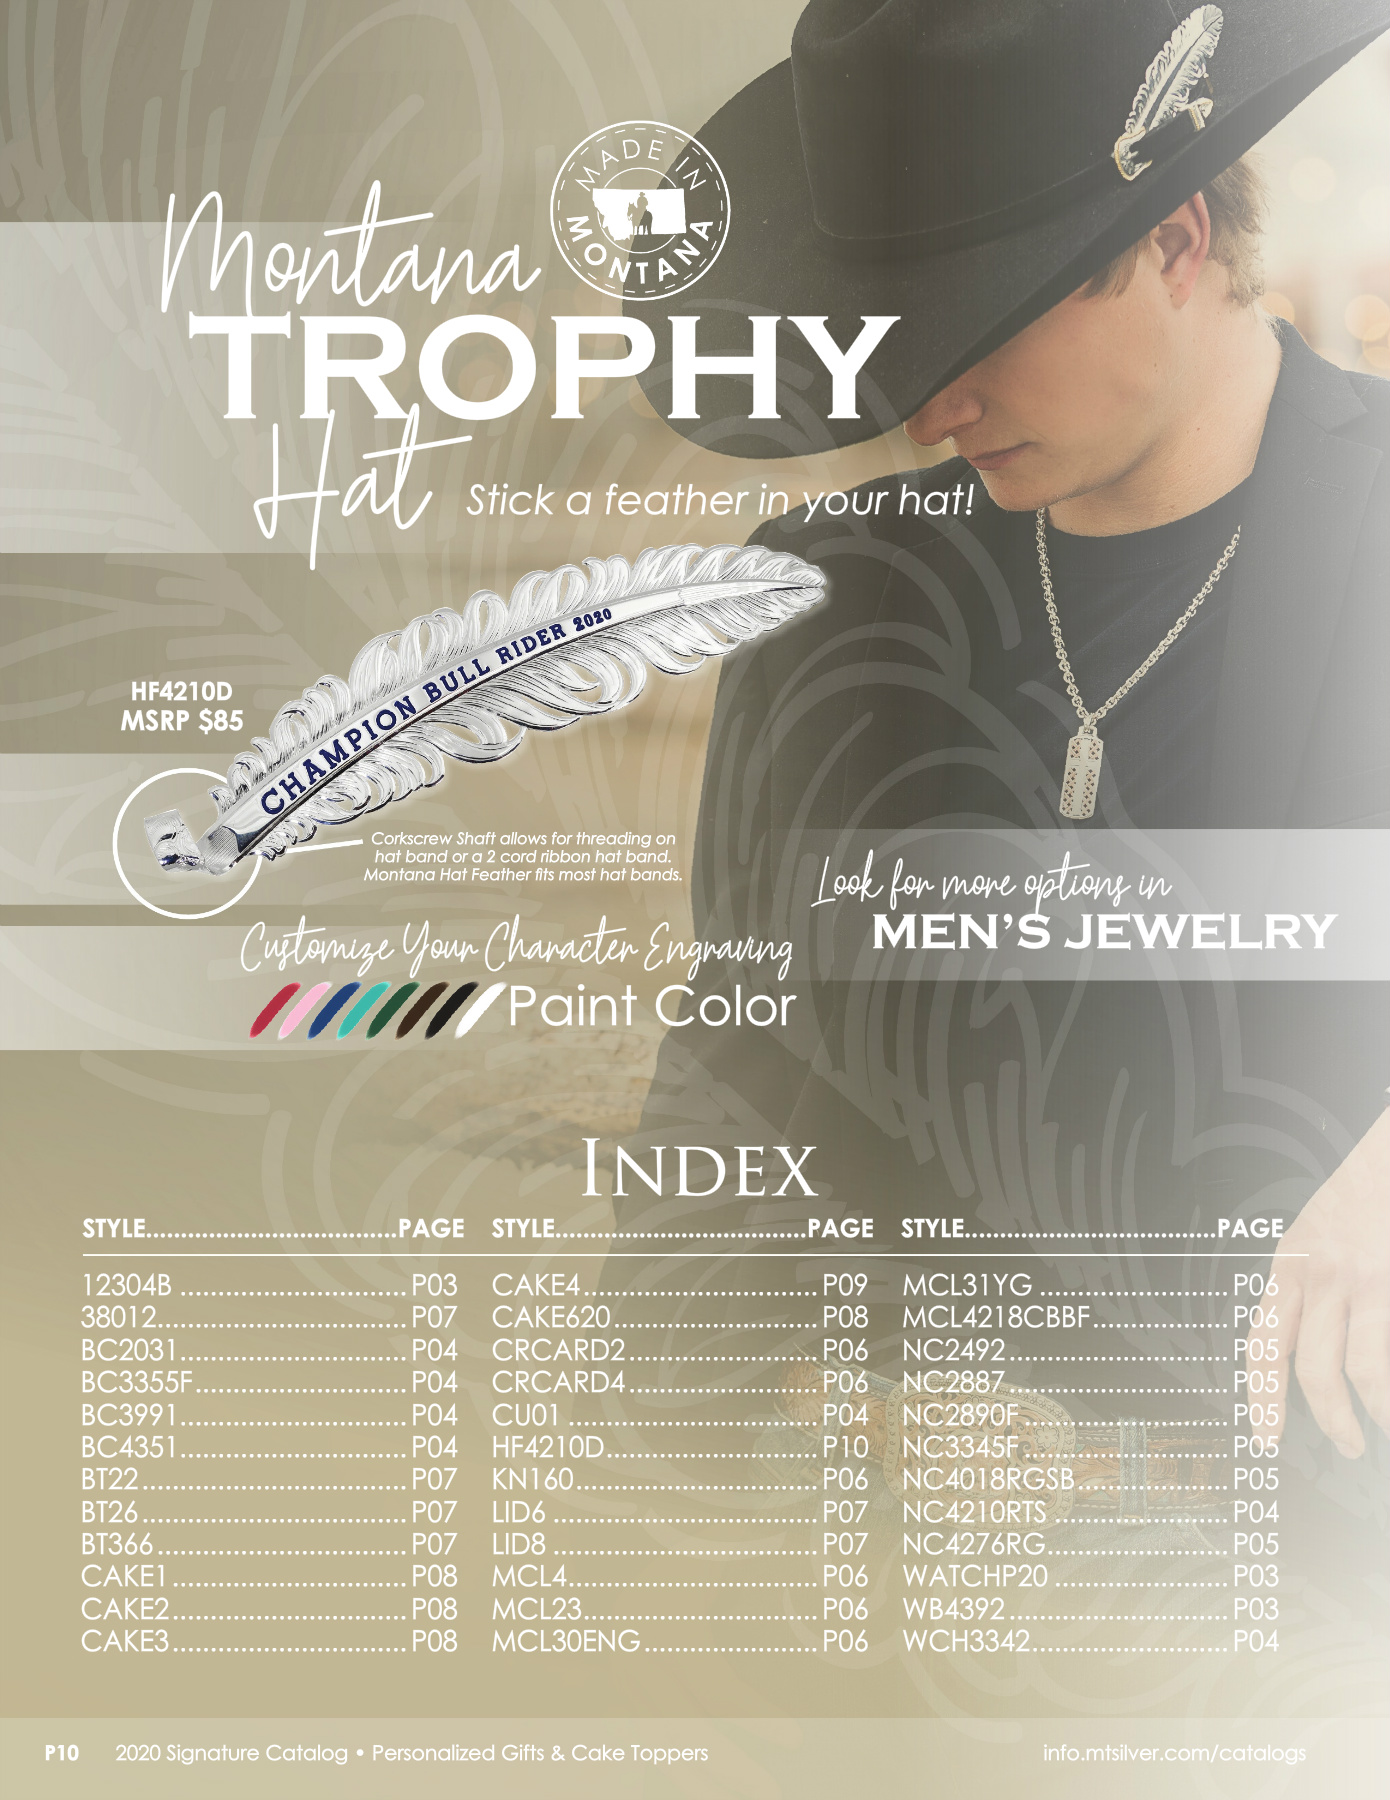 MADE IN
MONTANA
Montana
TROPHY
Hat
Stick a feather in your hat!
CHAMPION BULL RIDER 2020
HF4210D
MSRP $85
Corkscrew Shaft allows for threading on
hat band or a 2 cord ribbon hat band.
Montana Hat Feather fits most hat bands.
Look for more options in
MEN'S JEWELRY
Customize Your Character Engraving
Paint Color
INDEX
STYLE....................................PAGE STYLE....................................PAGE STYLE....................................PAGE
12304B .............................. P03 CAKE4............................... P09 MCL31YG ......................... P06
38012................................. P07 CAKE620........................... P08 MCL4218CBBF.................. P06
BC2031.............................. P04 CRCARD2......................... P06 NC2492............................. P05
BC3355F............................ P04 CRCARD4......................... P06 NC2887............................. P05
BC3991.............................. P04 CU01 ................................. P04 NC2890F........................... P05
BC4351.............................. P04 HF4210D............................ P10 NC3345F........................... P05
BT22................................... P07 KN160................................ P06 NC4018RGSB.................... P05
BT26................................... P07 LID6 ................................... P07 NC4210RTS ...................... P04
BT366................................. P07 LID8 ................................... P07 NC4276RG........................ P05
CAKE1............................... P08 MCL4................................. P06 WATCHP20 ....................... P03
CAKE2............................... P08 MCL23............................... P06 WB4392............................. P03
CAKE3............................... P08 MCL30ENG....................... P06 WCH3342.......................... P04
P10 2020 Signature Catalog • Personalized Gifts & Cake Toppers info.mtsilver.com/catalogs